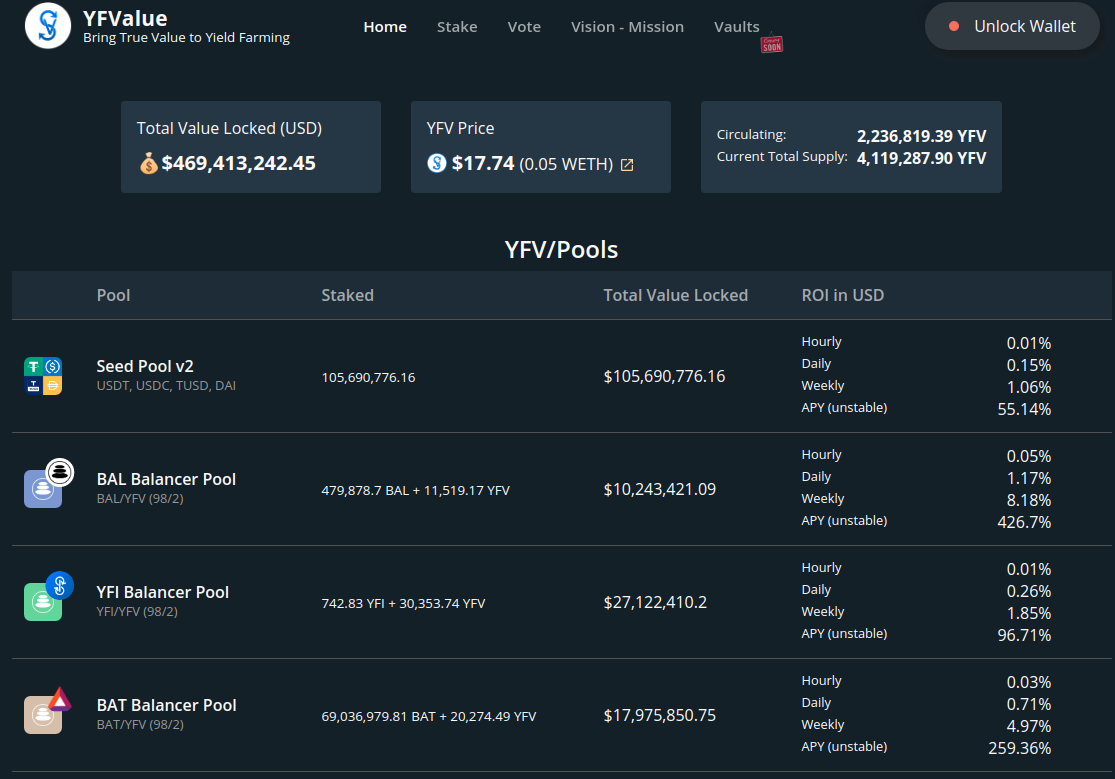 YFValue
Bring True Value to Yield Farming
Home Stake Vote Vision - Mission Vaults
SOON
Unlock Wallet
Total Value Locked (USD)
$469,413,242.45
YFV Price
$17.74 (0.05 WETH)
Circulating: 2,236,819.39 YFV
Current Total Supply: 4,119,287.90 YFV
YFV/Pools
Pool Staked Total Value Locked ROI in USD
Seed Pool v2
USDT, USDC, TUSD, DAI
105,690,776.16
$105,690,776.16
Hourly 0.01%
Daily 0.15%
Weekly 1.06%
APY (unstable) 55.14%
BAL Balancer Pool
BAL/YFV (98/2)
479,878.7 BAL + 11,519.17 YFV
$10,243,421.09
Hourly 0.05%
Daily 1.17%
Weekly 8.18%
APY (unstable) 426.7%
YFI Balancer Pool
YFI/YFV (98/2)
742.83 YFI + 30,353.74 YFV
$27,122,410.2
Hourly 0.01%
Daily 0.26%
Weekly 1.85%
APY (unstable) 96.71%
BAT Balancer Pool
BAT/YFV (98/2)
69,036,979.81 BAT + 20,274.49 YFV
$17,975,850.75
Hourly 0.03%
Daily 0.71%
Weekly 4.97%
APY (unstable) 259.36%